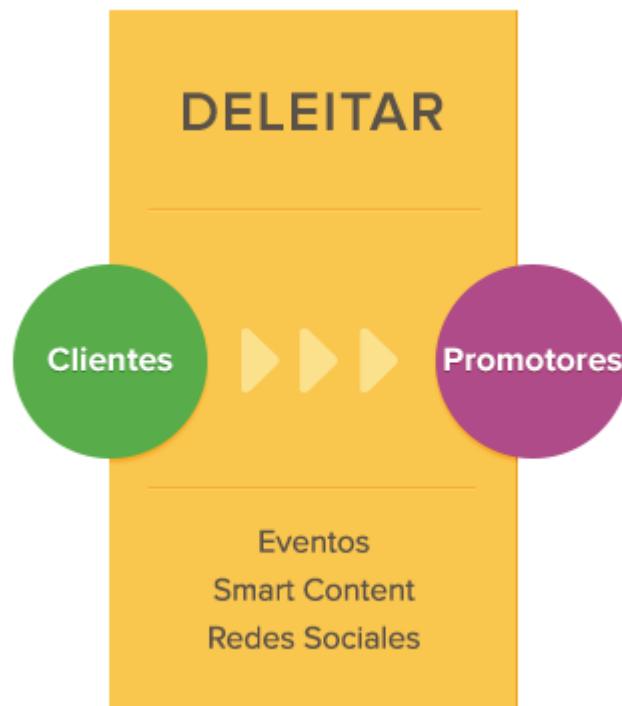 DELEITAR
Clientes
Promotores
Eventos
Smart Content
Redes Sociales